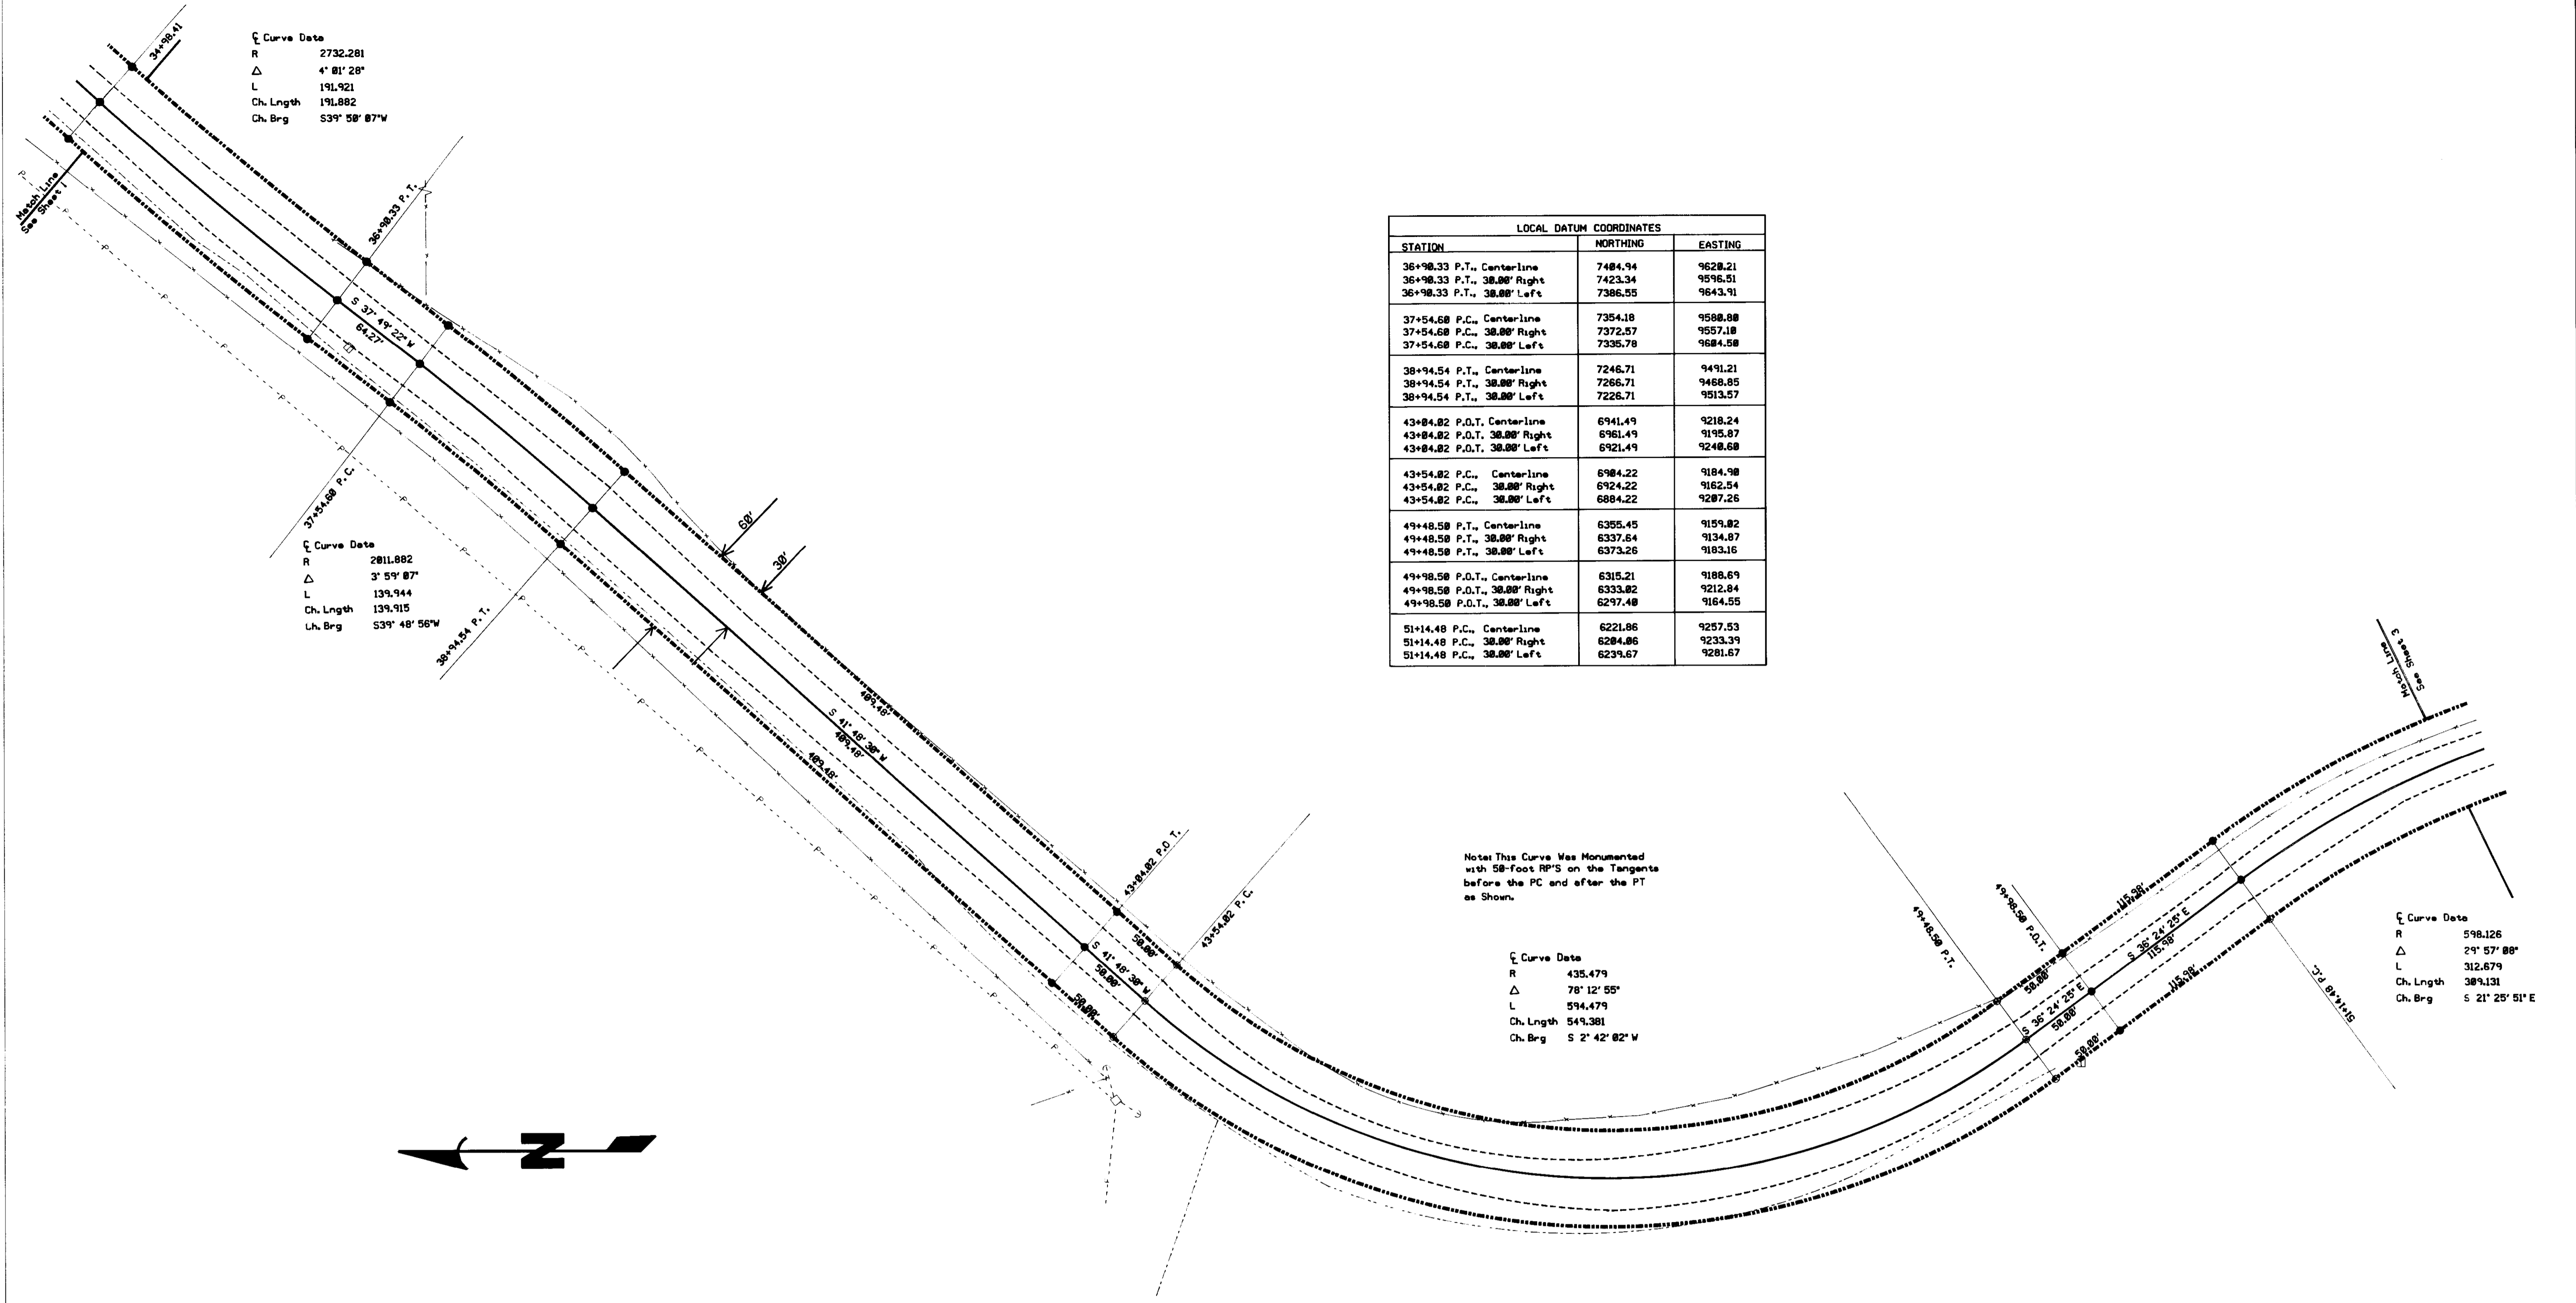 34+98.41
℄ Curve Data
R 2732.281
△ 4° 01' 28"
L 191.921
Ch. Lngth 191.882
Ch. Brg S39° 50' 07"W
Match Line
See Sheet 1
36+90.33 P.T.
S 37° 49' 22" W
64.27'
37+54.60 P.C.
℄ Curve Data
R 2011.882
△ 3° 59' 07"
L 139.944
Ch. Lngth 139.915
Ch. Brg S39° 48' 56"W
38+94.54 P.T.
60'
30'
409.48'
S 41° 48' 30" W
409.48'
409.48'
LOCAL DATUM COORDINATES
STATION NORTHING EASTING
36+90.33 P.T., Centerline 7404.94 9620.21
36+90.33 P.T., 30.00' Right 7423.34 9596.51
36+90.33 P.T., 30.00' Left 7386.55 9643.91
37+54.60 P.C., Centerline 7354.18 9580.80
37+54.60 P.C., 30.00' Right 7372.57 9557.10
37+54.60 P.C., 30.00' Left 7335.78 9604.50
38+94.54 P.T., Centerline 7246.71 9491.21
38+94.54 P.T., 30.00' Right 7266.71 9468.85
38+94.54 P.T., 30.00' Left 7226.71 9513.57
43+04.02 P.O.T. Centerline 6941.49 9218.24
43+04.02 P.O.T. 30.00' Right 6961.49 9195.87
43+04.02 P.O.T. 30.00' Left 6921.49 9240.60
43+54.02 P.C., Centerline 6904.22 9184.90
43+54.02 P.C., 30.00' Right 6924.22 9162.54
43+54.02 P.C., 30.00' Left 6884.22 9207.26
49+48.50 P.T., Centerline 6355.45 9159.02
49+48.50 P.T., 30.00' Right 6337.64 9134.87
49+48.50 P.T., 30.00' Left 6373.26 9183.16
49+98.50 P.O.T., Centerline 6315.21 9188.69
49+98.50 P.O.T., 30.00' Right 6333.02 9212.84
49+98.50 P.O.T., 30.00' Left 6297.40 9164.55
51+14.48 P.C., Centerline 6221.86 9257.53
51+14.48 P.C., 30.00' Right 6204.06 9233.39
51+14.48 P.C., 30.00' Left 6239.67 9281.67
43+04.02 P.O.T.
43+54.02 P.C.
50.00'
S 41° 48' 30" W
50.00'
50.00'
Note: This Curve Was Monumented
with 50-foot RP'S on the Tangents
before the PC and after the PT
as Shown.
℄ Curve Data
R 435.479
△ 78° 12' 55"
L 594.479
Ch. Lngth 549.381
Ch. Brg S 2° 42' 02" W
49+48.50 P.T.
49+98.50 P.O.T.
50.00'
S 36° 24' 25" E
50.00'
50.00'
115.98'
S 36° 24' 25" E
115.98'
115.98'
51+14.48 P.C.
Match Line
See Sheet 3
℄ Curve Data
R 598.126
△ 29° 57' 08"
L 312.679
Ch. Lngth 309.131
Ch. Brg S 21° 25' 51" E
N